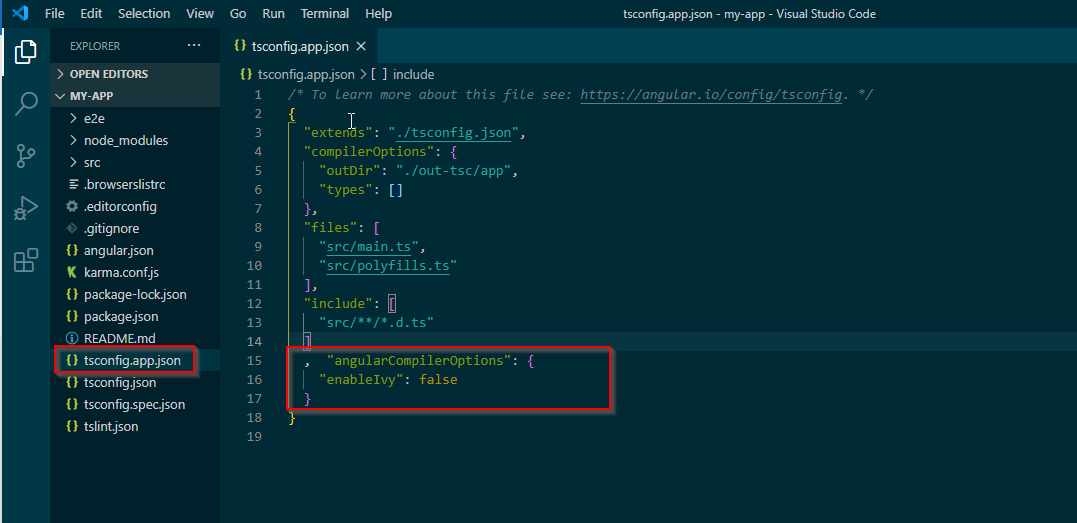 File Edit Selection View Go Run Terminal Help
tsconfig.app.json - my-app - Visual Studio Code
EXPLORER ···
OPEN EDITORS
MY-APP
e2e
node_modules
src
.browserslistrc
.editorconfig
.gitignore
{} angular.json
K karma.conf.js
{} package-lock.json
{} package.json
README.md
{} tsconfig.app.json
{} tsconfig.json
{} tsconfig.spec.json
{} tslint.json
{} tsconfig.app.json ×
{} tsconfig.app.json > [ ] include
1 /* To learn more about this file see: https://angular.io/config/tsconfig. */
2 {
3 "extends": "./tsconfig.json",
4 "compilerOptions": {
5 "outDir": "./out-tsc/app",
6 "types": []
7 },
8 "files": [
9 "src/main.ts",
10 "src/polyfills.ts"
11 ],
12 "include": [
13 "src/**/*.d.ts"
14 ]
15 , "angularCompilerOptions": {
16 "enableIvy": false
17 }
18 }
19